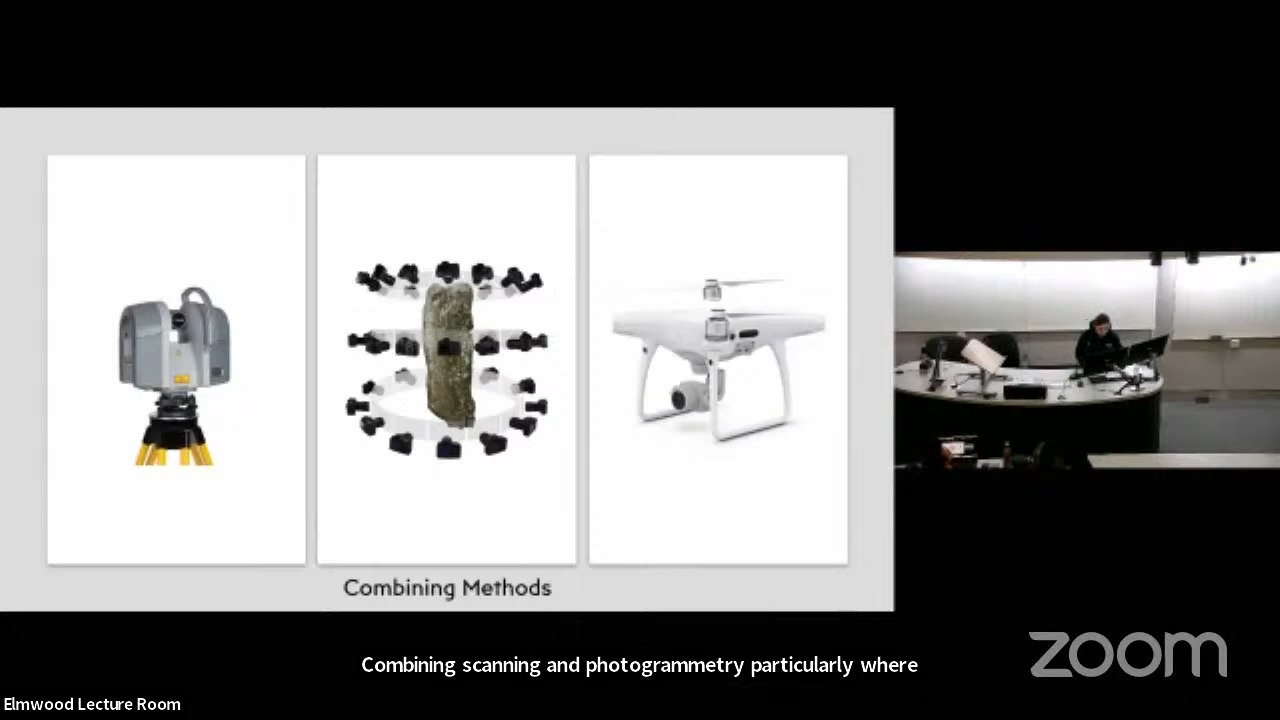 Combining Methods
Combining scanning and photogrammetry particularly where
zoom
Elmwood Lecture Room